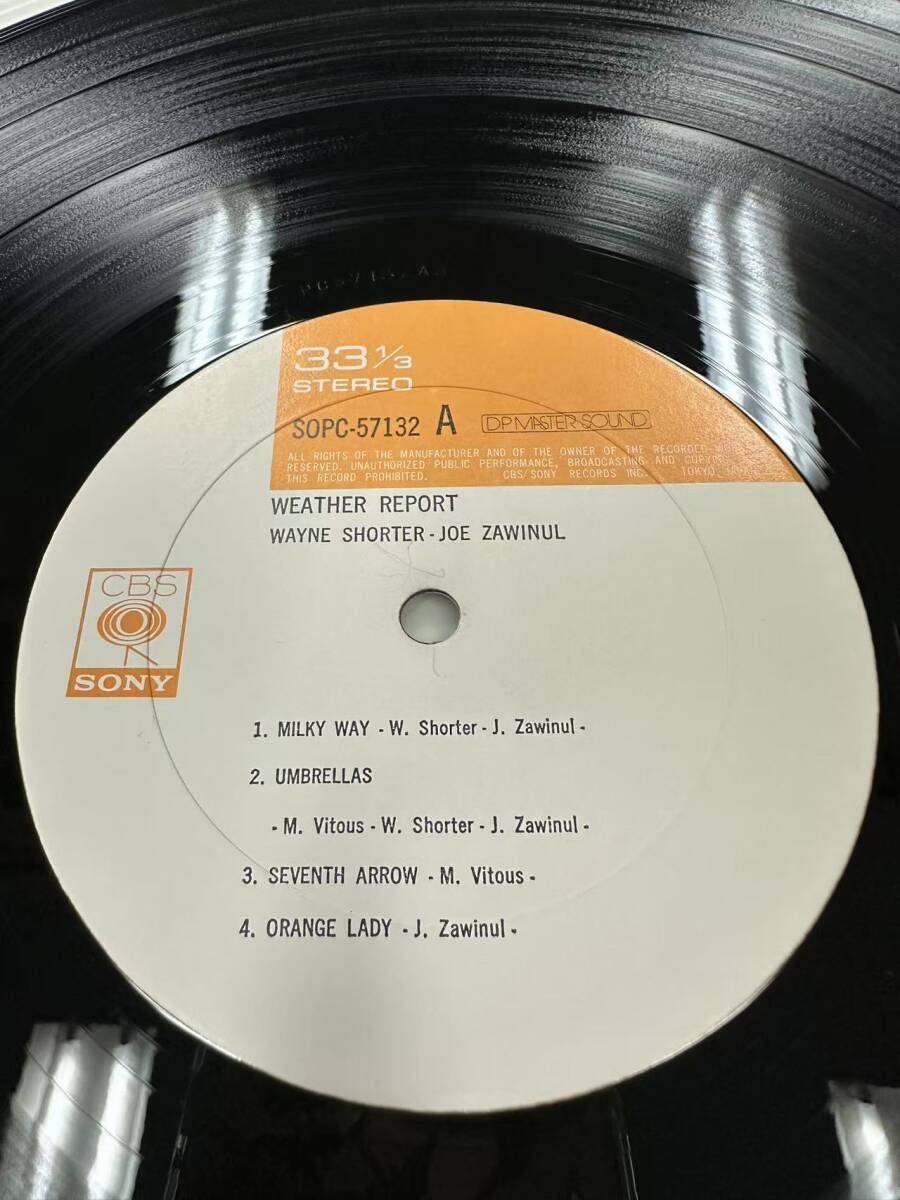 33 1/3
STEREO
SOPC-57132 A DP MASTER SOUND
ALL RIGHTS OF THE MANUFACTURER AND OF THE OWNER OF THE RECORDED
RESERVED. UNAUTHORIZED PUBLIC PERFORMANCE, BROADCASTING AND
THIS RECORD PROHIBITED. CBS/SONY RECORDS INC. TOKYO, JAPAN
WEATHER REPORT
WAYNE SHORTER-JOE ZAWINUL
CBS
SONY
1. MILKY WAY - W. Shorter - J. Zawinul -
2. UMBRELLAS
- M. Vitous - W. Shorter - J. Zawinul -
3. SEVENTH ARROW - M. Vitous -
4. ORANGE LADY - J. Zawinul -